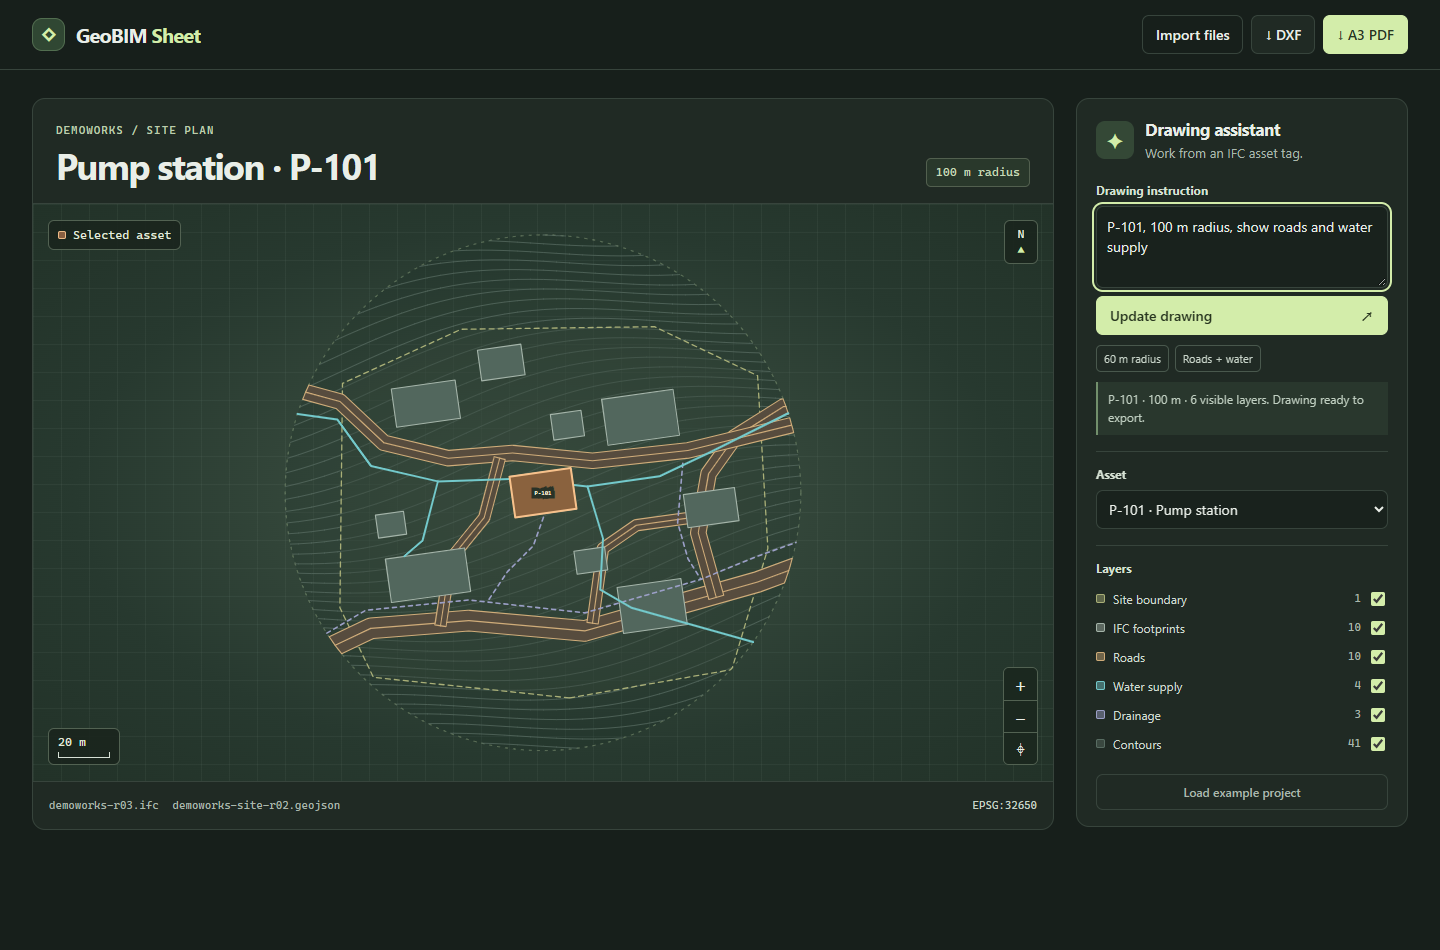 GeoBIM Sheet
Import files
↓ DXF
↓ A3 PDF
DEMOWORKS / SITE PLAN
Pump station · P-101
100 m radius
Selected asset
N
P-101
20 m
+
−
demoworks-r03.ifc demoworks-site-r02.geojson
EPSG:32650
Drawing assistant
Work from an IFC asset tag.
Drawing instruction
P-101, 100 m radius, show roads and water
supply
Update drawing ↗
60 m radius
Roads + water
P-101 · 100 m · 6 visible layers. Drawing ready to
export.
Asset
P-101 · Pump station
Layers
Site boundary 1
IFC footprints 10
Roads 10
Water supply 4
Drainage 3
Contours 41
Load example project